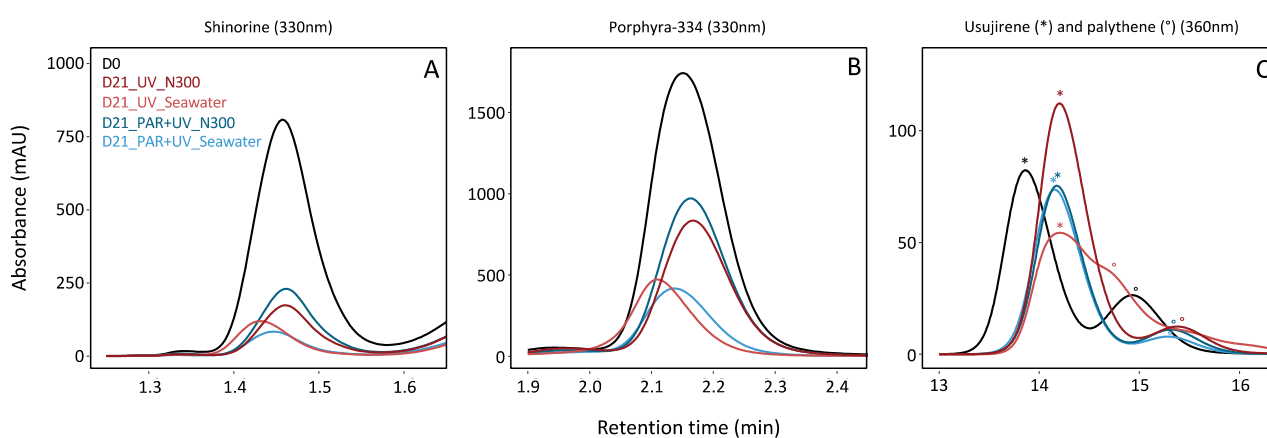 Shinorine (330nm)
Porphyra-334 (330nm)
Usujirene (*) and palythene (°) (360nm)
A
B
C
D0
D21_UV_N300
D21_UV_Seawater
D21_PAR+UV_N300
D21_PAR+UV_Seawater
Absorbance (mAU)
1000
750
500
250
0
1.3 1.4 1.5 1.6
1500
1000
500
0
1.9 2.0 2.1 2.2 2.3 2.4
100
50
0
13 14 15 16
* * * * *
° ° ° °
Retention time (min)